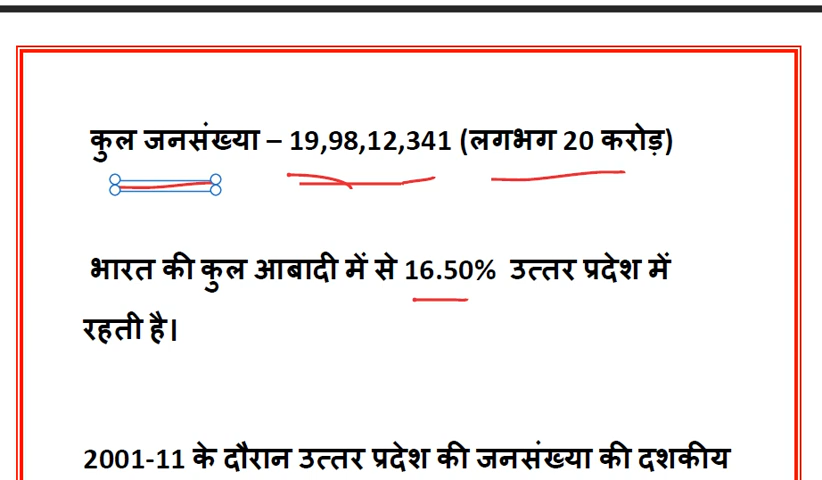 कुल जनसंख्या – 19,98,12,341 (लगभग 20 करोड़)
भारत की कुल आबादी में से 16.50% उत्तर प्रदेश में
रहती है।
2001-11 के दौरान उत्तर प्रदेश की जनसंख्या की दशकीय